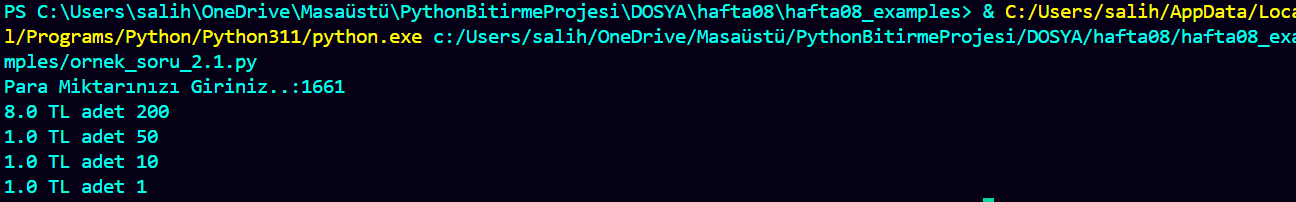 PS C:\Users\salih\OneDrive\Masaüstü\PythonBitirmeProjesi\DOSYA\hafta08\hafta08_examples> & C:/Users/salih/AppData/Loca
l/Programs/Python/Python311/python.exe c:/Users/salih/OneDrive/Masaüstü/PythonBitirmeProjesi/DOSYA/hafta08/hafta08_exa
mples/ornek_soru_2.1.py
Para Miktarınızı Giriniz..:1661
8.0 TL adet 200
1.0 TL adet 50
1.0 TL adet 10
1.0 TL adet 1